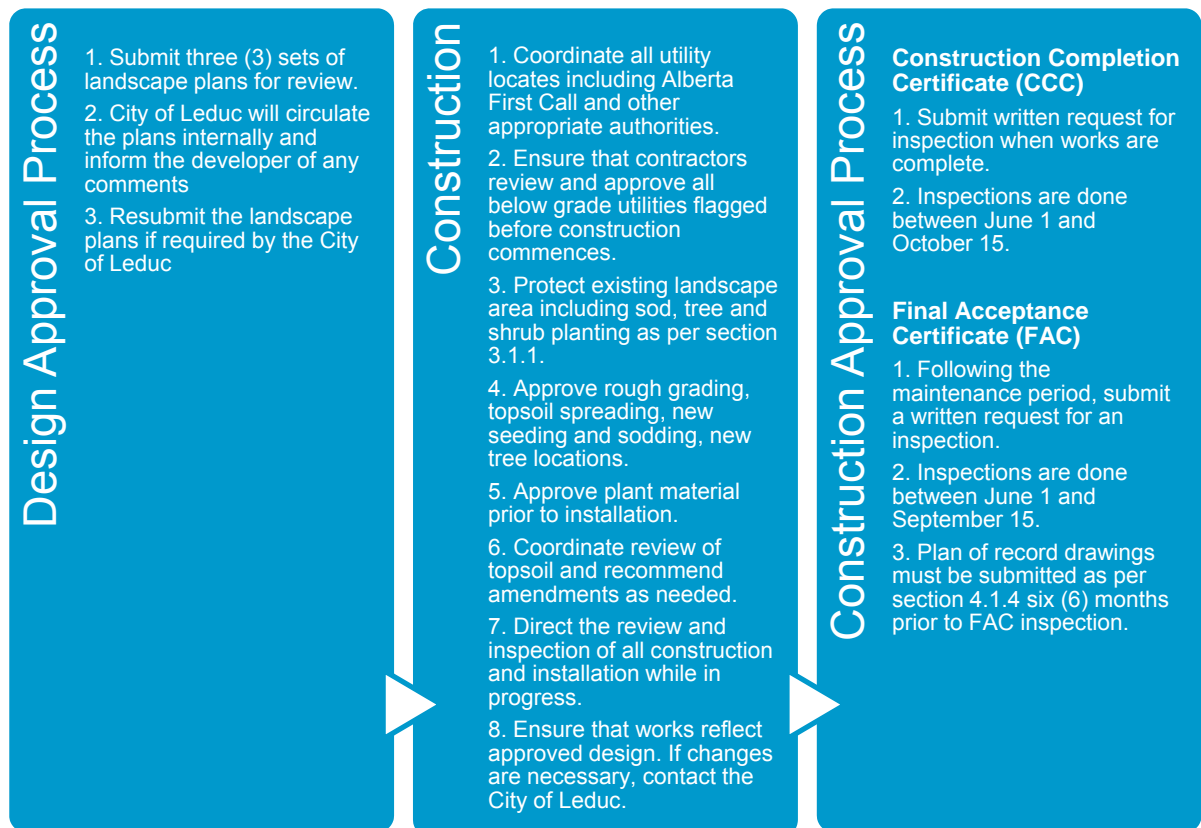 Design Approval Process
1. Submit three (3) sets of
landscape plans for review.
2. City of Leduc will circulate
the plans internally and
inform the developer of any
comments
3. Resubmit the landscape
plans if required by the City
of Leduc
Construction
1. Coordinate all utility
locates including Alberta
First Call and other
appropriate authorities.
2. Ensure that contractors
review and approve all
below grade utilities flagged
before construction
commences.
3. Protect existing landscape
area including sod, tree and
shrub planting as per section
3.1.1.
4. Approve rough grading,
topsoil spreading, new
seeding and sodding, new
tree locations.
5. Approve plant material
prior to installation.
6. Coordinate review of
topsoil and recommend
amendments as needed.
7. Direct the review and
inspection of all construction
and installation while in
progress.
8. Ensure that works reflect
approved design. If changes
are necessary, contact the
City of Leduc.
Construction Approval Process
Construction Completion
Certificate (CCC)
1. Submit written request for
inspection when works are
complete.
2. Inspections are done
between June 1 and
October 15.
Final Acceptance
Certificate (FAC)
1. Following the
maintenance period, submit
a written request for an
inspection.
2. Inspections are done
between June 1 and
September 15.
3. Plan of record drawings
must be submitted as per
section 4.1.4 six (6) months
prior to FAC inspection.